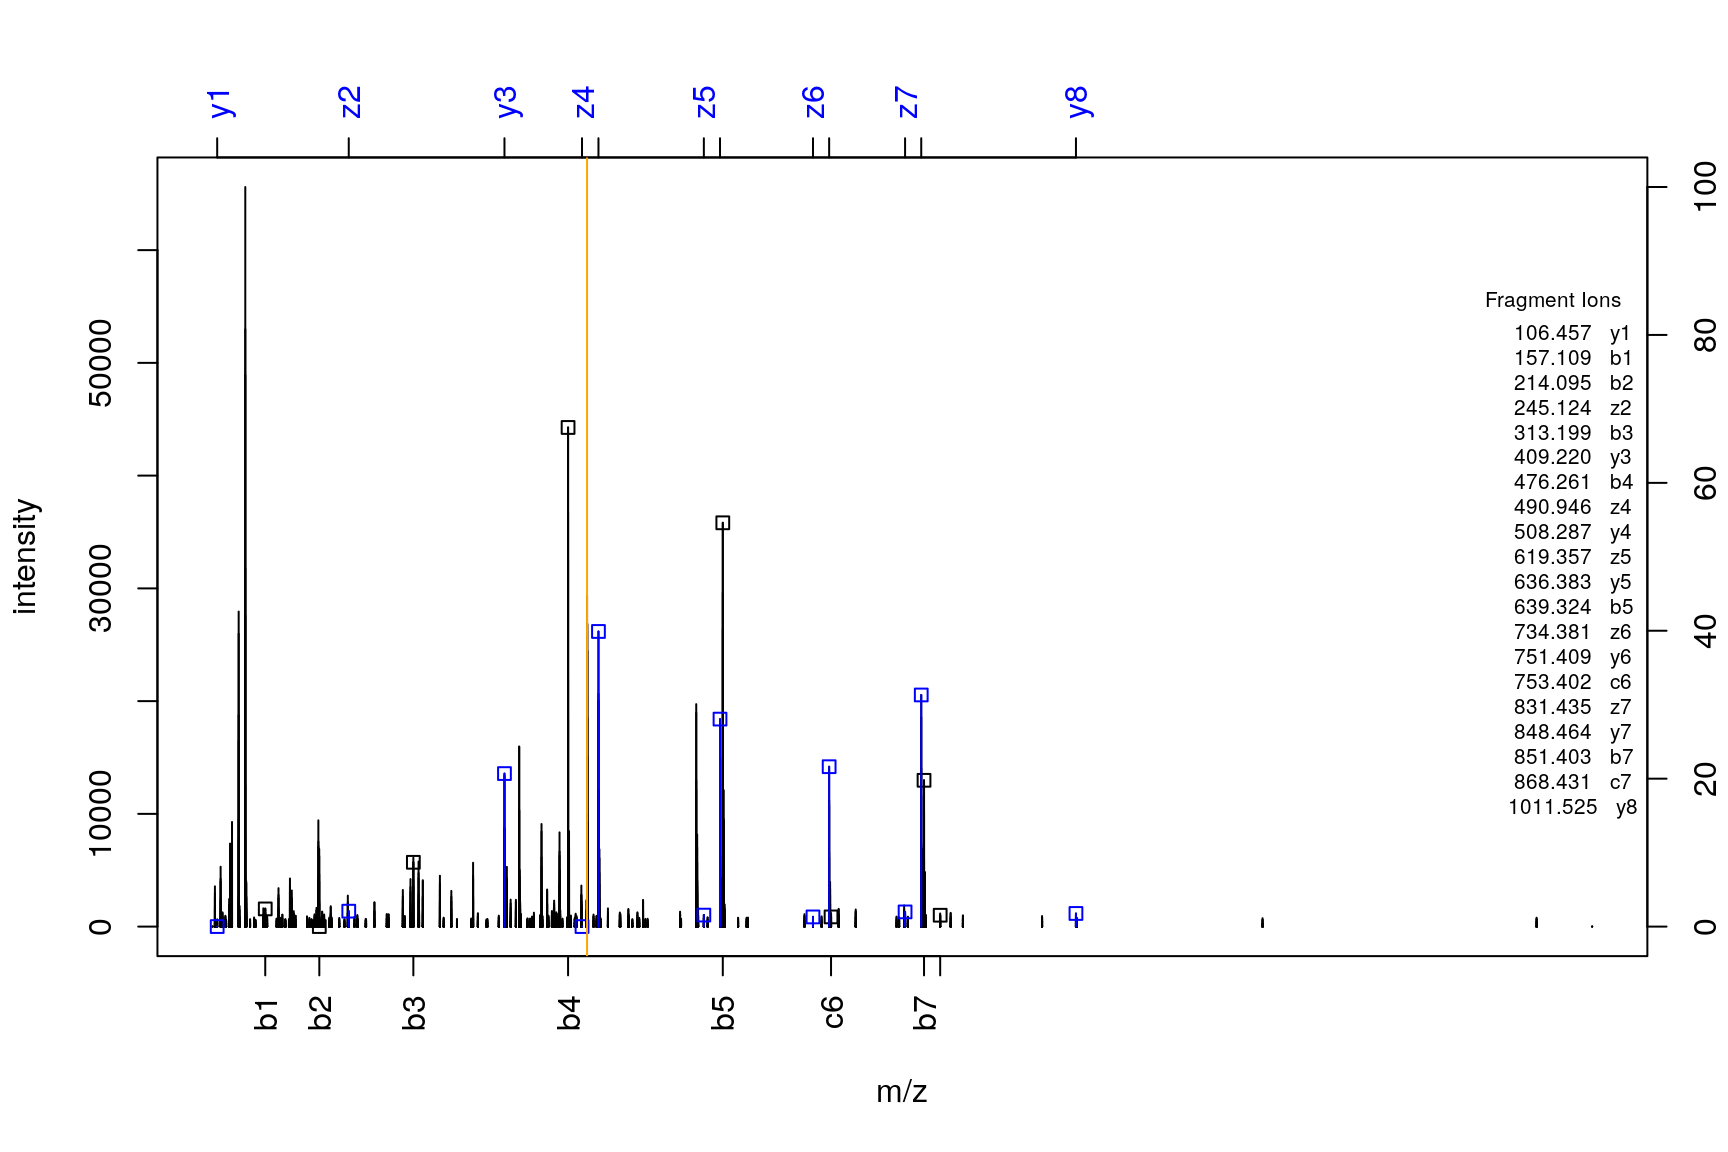 y1 z2 y3 z4 z5 z6 z7 y8
100
Fragment Ions
106.457 y1
157.109 b1
214.095 b2
245.124 z2
313.199 b3
409.220 y3
476.261 b4
490.946 z4
508.287 y4
619.357 z5
636.383 y5
639.324 b5
734.381 z6
751.409 y6
753.402 c6
831.435 z7
848.464 y7
851.403 b7
868.431 c7
1011.525 y8
80
60
40
20
0
intensity
50000
30000
10000
0
b1 b2 b3 b4 b5 c6 b7
m/z